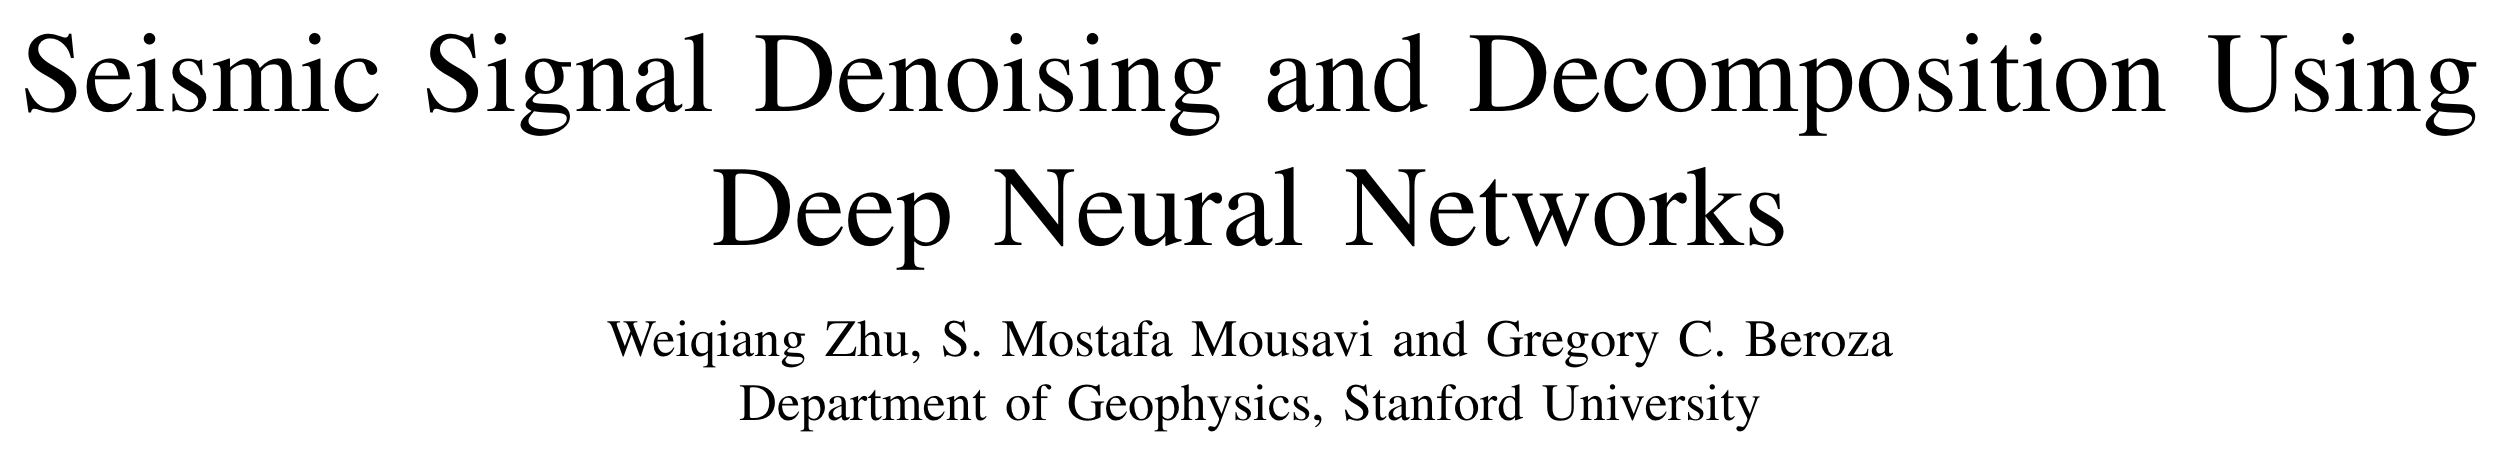 Seismic Signal Denoising and Decomposition Using
Deep Neural Networks
Weiqiang Zhu, S. Mostafa Mousavi and Gregory C. Beroza
Department of Geophysics, Stanford University